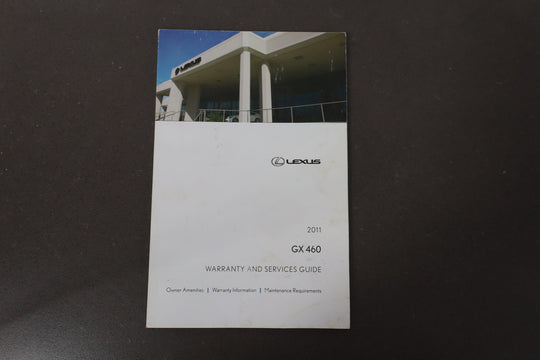 LEXUS
LEXUS
2011
GX 460
WARRANTY AND SERVICES GUIDE
Owner Amenities | Warranty Information | Maintenance Requirements